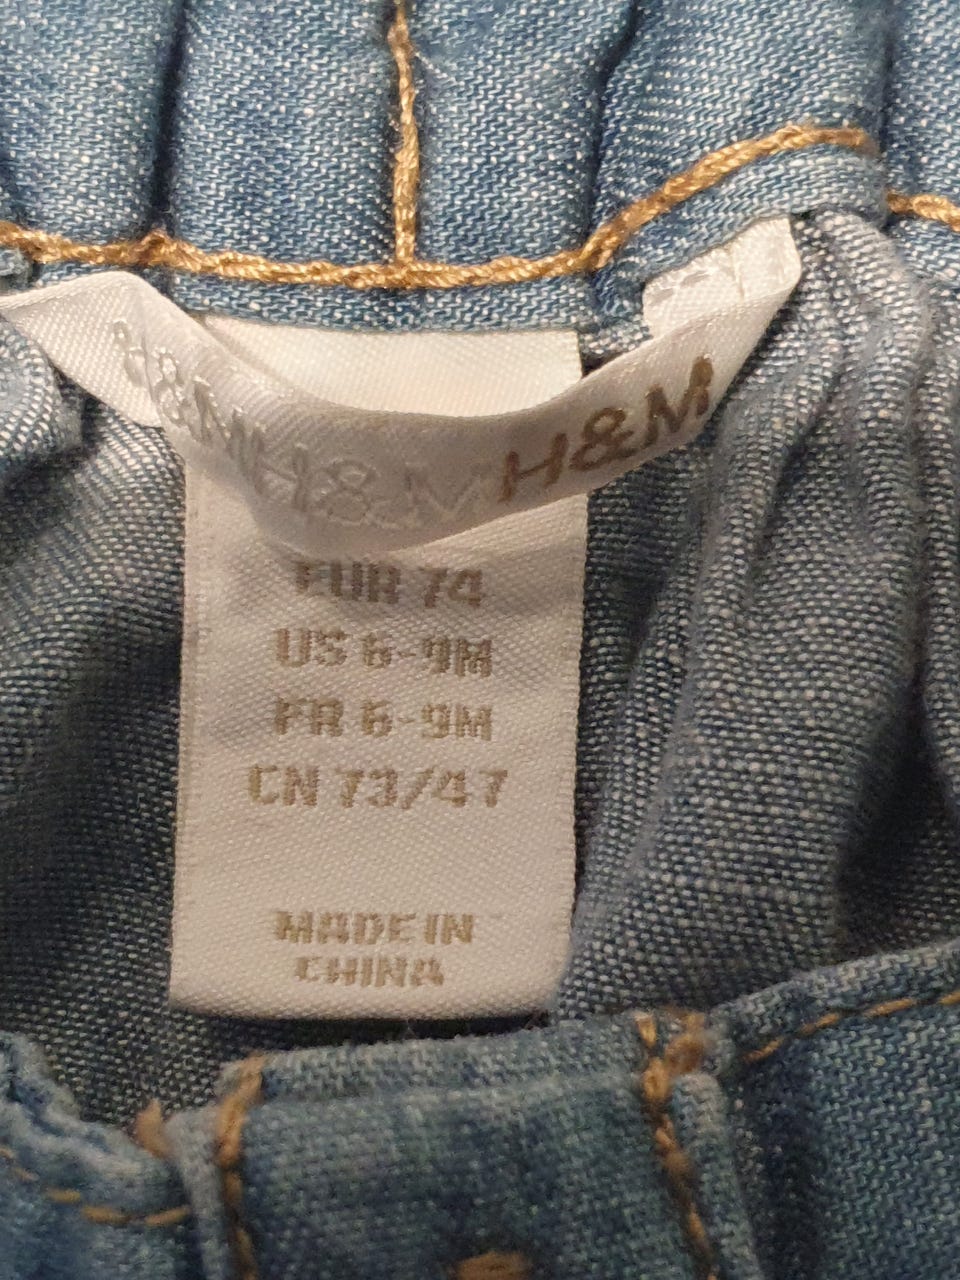 H&M H&M H&M
EUR 74
US 6-9M
FR 6-9M
CN 73/47
MADE IN
CHINA